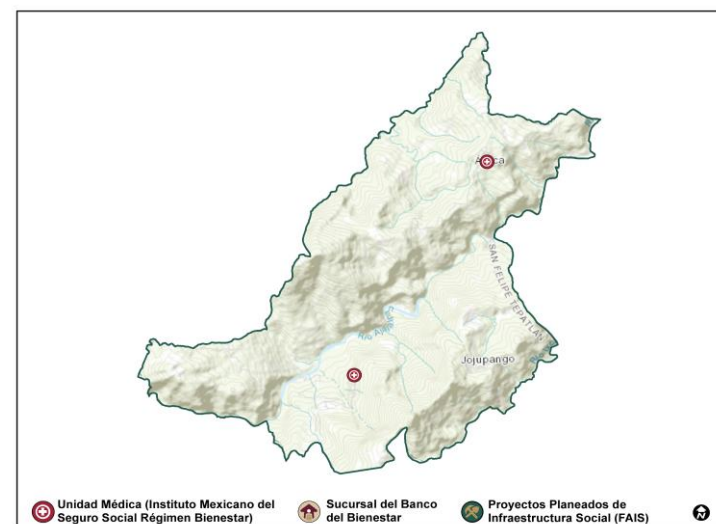 SAN FELIPE TEPATLÁN
Jojupango
Unidad Médica (Instituto Mexicano del
Seguro Social Régimen Bienestar)
Sucursal del Banco
del Bienestar
Proyectos Planeados de
Infraestructura Social (FAIS)